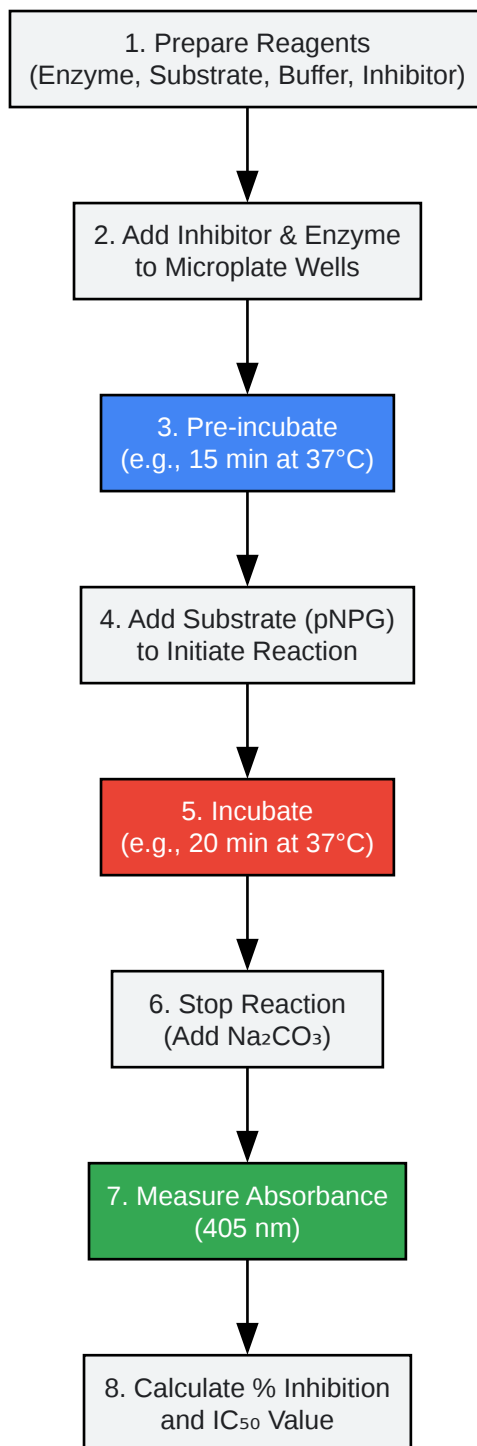 1. Prepare Reagents
(Enzyme, Substrate, Buffer, Inhibitor)
2. Add Inhibitor & Enzyme
to Microplate Wells
3. Pre-incubate
(e.g., 15 min at 37°C)
4. Add Substrate (pNPG)
to Initiate Reaction
5. Incubate
(e.g., 20 min at 37°C)
6. Stop Reaction
(Add Na₂CO₃)
7. Measure Absorbance
(405 nm)
8. Calculate % Inhibition
and IC₅₀ Value